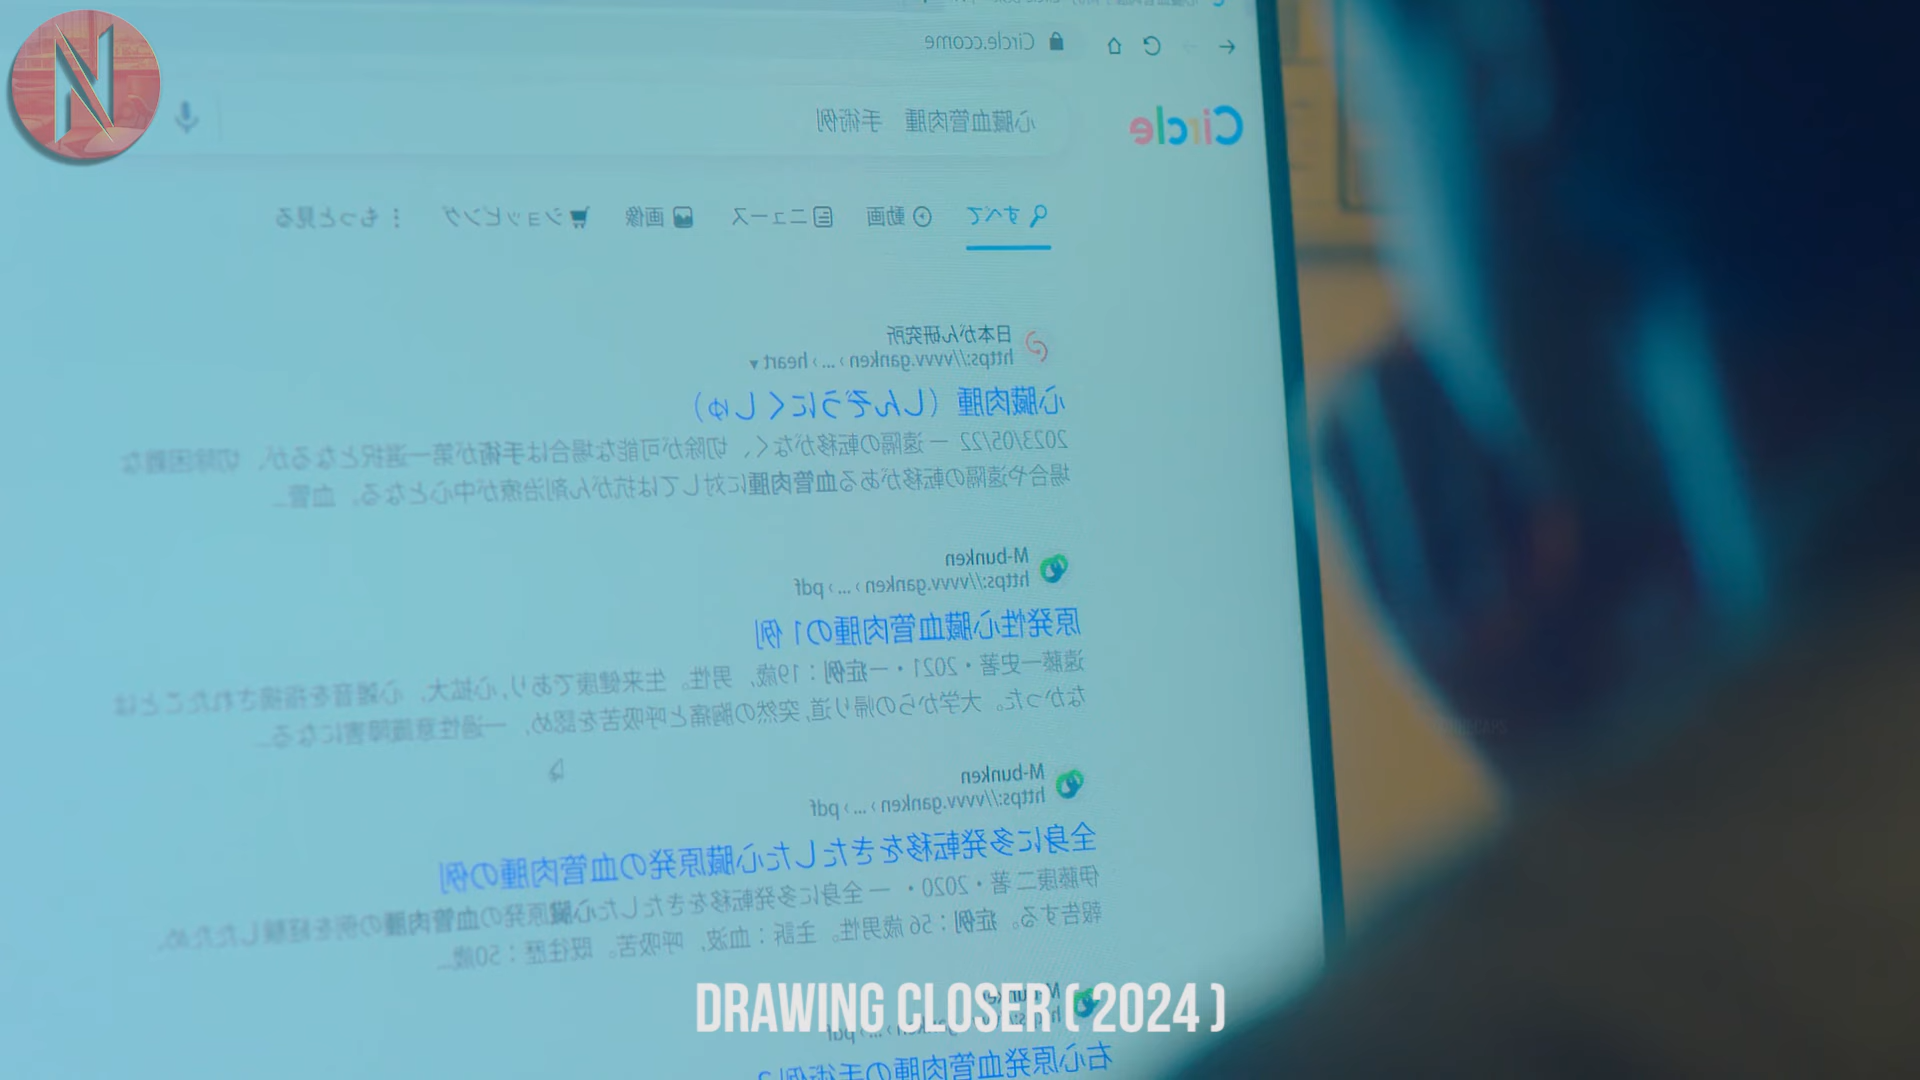 N
Circle.ccome
Circle
心臓血管肉腫　手術例
すべて 動画 ニュース 画像 ショッピング もっと見る
日本がん研究所
https://vvvv.ganken › ... › heart ▾
心臓肉腫（しんぞうにくしゅ）
2023/05/22 ー 遠隔の転移がなく、切除が可能な場合は手術が第一選択となるが、切除困難な
場合や遠隔の転移がある血管肉腫に対しては抗がん剤治療が中心となる。血管...
M-bunken
https://vvvv.ganken › ... › pdf
原発性心臓血管肉腫の1例
遠藤一史著・2021・ー症例：19歳，男性。生来健康であり,心拡大，心雑音を指摘されたことは
なかった。大学からの帰り道,突然の胸痛と呼吸苦を認め，一過性意識障害になる...
M-bunken
https://vvvv.ganken › ... › pdf
全身に多発転移をきたした心臓原発の血管肉腫の例
伊藤康二著・2020・ ー 全身に多発転移をきたした心臓原発の血管肉腫の例を経験したため、
報告する。症例：56歳男性。主訴：血波，呼吸苦。既往歴：50歳...
M-bunken
pdf
右心原発血管肉腫の手術例
DRAWING CLOSER ( 2024 )